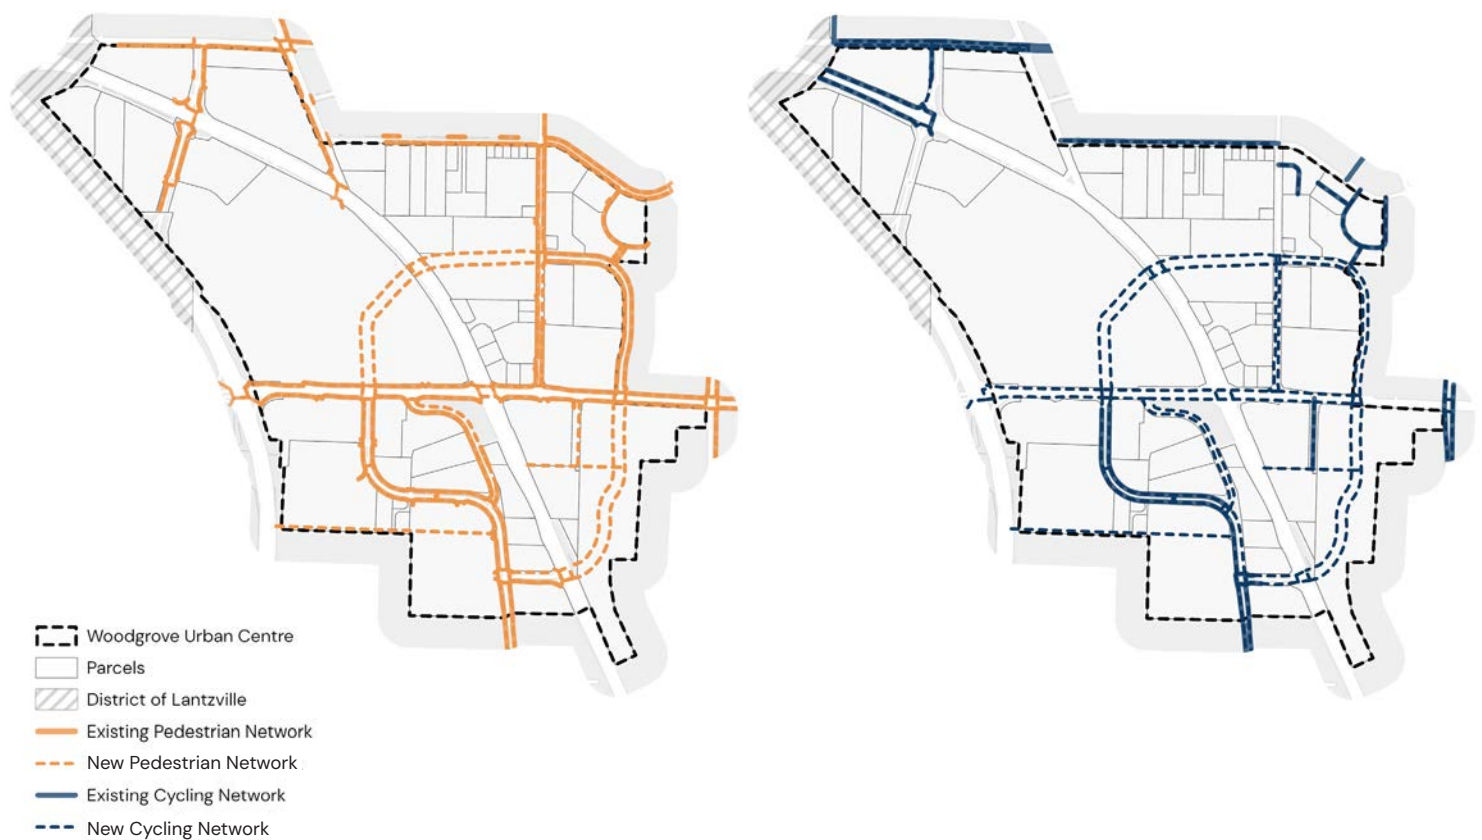 Woodgrove Urban Centre
Parcels
District of Lantzville
Existing Pedestrian Network
New Pedestrian Network
Existing Cycling Network
New Cycling Network